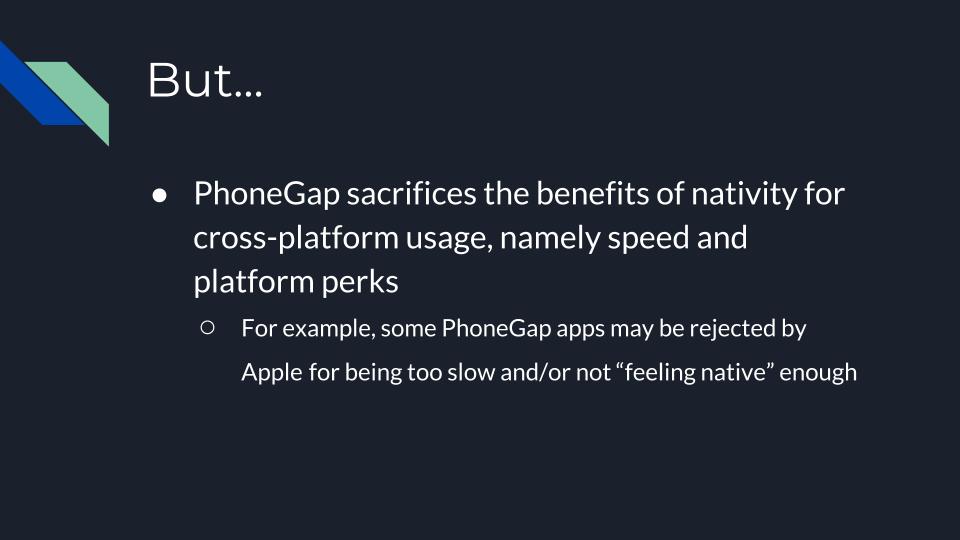 But...
● PhoneGap sacrifices the benefits of nativity for
cross-platform usage, namely speed and
platform perks
○ For example, some PhoneGap apps may be rejected by
Apple for being too slow and/or not “feeling native” enough